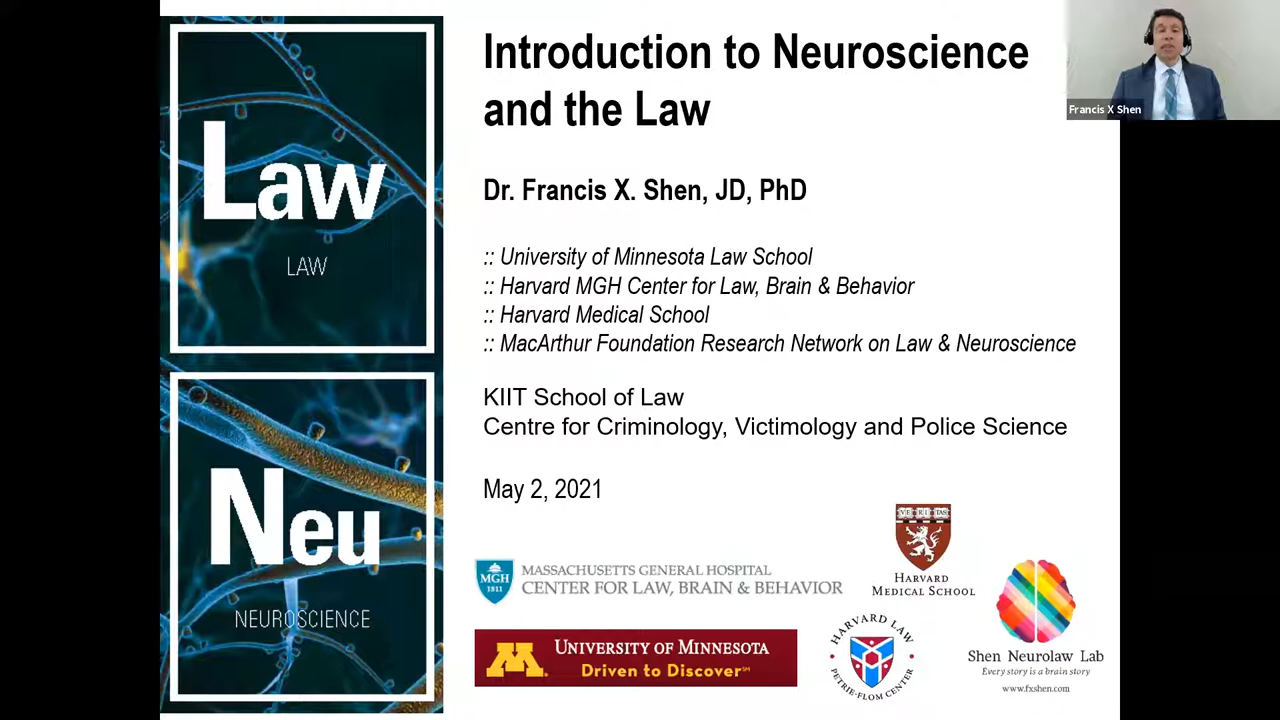 Law
LAW
Neu
NEUROSCIENCE
Introduction to Neuroscience
and the Law
Dr. Francis X. Shen, JD, PhD
:: University of Minnesota Law School
:: Harvard MGH Center for Law, Brain & Behavior
:: Harvard Medical School
:: MacArthur Foundation Research Network on Law & Neuroscience
KIIT School of Law
Centre for Criminology, Victimology and Police Science
May 2, 2021
MGH
1811
MASSACHUSETTS GENERAL HOSPITAL
CENTER FOR LAW, BRAIN & BEHAVIOR
VE RI TAS
HARVARD
MEDICAL SCHOOL
M
UNIVERSITY OF MINNESOTA
Driven to Discover℠
HARVARD LAW
PETRIE-FLOM CENTER
Shen Neurolaw Lab
Every story is a brain story
www.fxshen.com
Francis X Shen